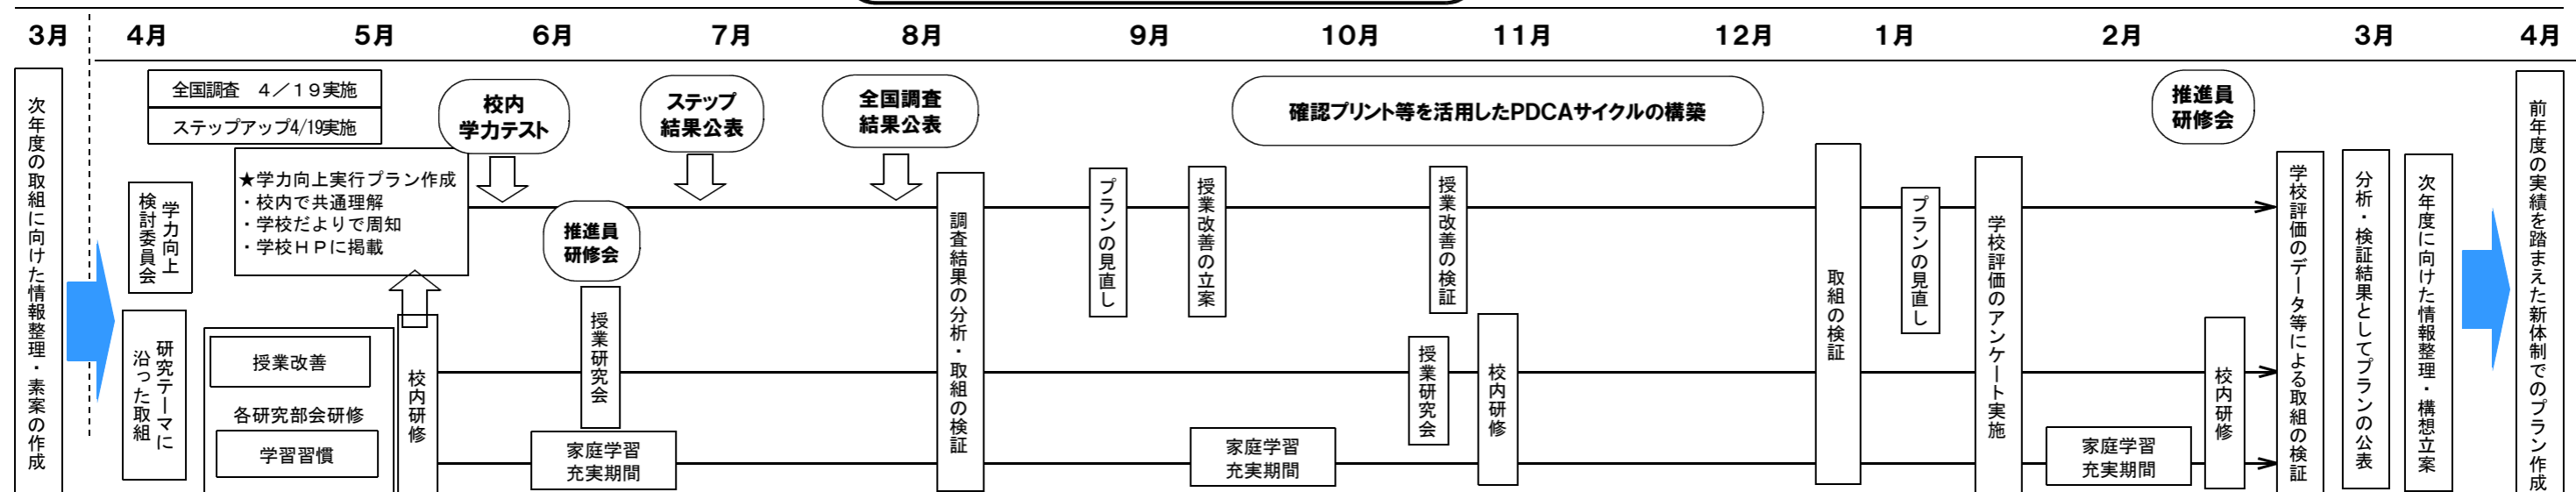 3月
4月
5月
6月
7月
8月
9月
10月
11月
12月
1月
2月
3月
4月
次年度の取組に向けた情報整理・素案の作成
全国調査　4／１９実施
ステップアップ4/19実施
学力向上
検討委員会
★学力向上実行プラン作成
・校内で共通理解
・学校だよりで周知
・学校ＨＰに掲載
研究テーマに
沿った取組
授業改善
各研究部会研修
学習習慣
校内研修
校内
学力テスト
推進員
研修会
授業研究会
家庭学習
充実期間
ステップ
結果公表
全国調査
結果公表
調査結果の分析・取組の検証
プランの見直し
授業改善の立案
家庭学習
充実期間
確認プリント等を活用したPDCAサイクルの構築
授業改善の検証
授業研究会
校内研修
取組の検証
プランの見直し
学校評価のアンケート実施
推進員
研修会
家庭学習
充実期間
校内研修
学校評価のデータ等による取組の検証
分析・検証結果としてプランの公表
次年度に向けた情報整理・構想立案
前年度の実績を踏まえた新体制でのプラン作成